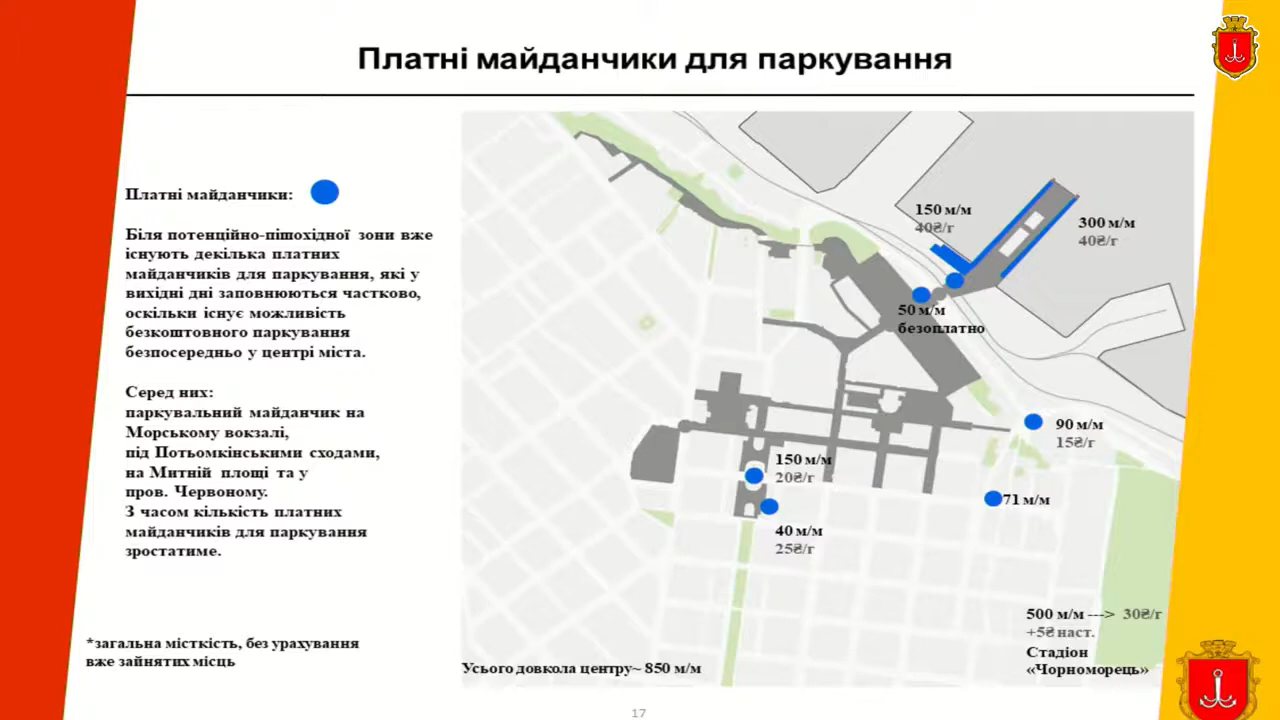 Платні майданчики для паркування
Платні майданчики:
Біля потенційно-пішохідної зони вже
існують декілька платних
майданчиків для паркування, які у
вихідні дні заповнюються частково,
оскільки існує можливість
безкоштовного паркування
безпосередньо у центрі міста.
Серед них:
паркувальний майданчик на
Морському вокзалі,
під Потьомкінськими сходами,
на Митній площі та у
пров. Червоному.
З часом кількість платних
майданчиків для паркування
зростатиме.
*загальна місткість, без урахування
вже зайнятих місць
150 м/м
40₴/г
300 м/м
40₴/г
50 м/м
безоплатно
90 м/м
15₴/г
150 м/м
20₴/г
71 м/м
40 м/м
25₴/г
500 м/м ---> 30₴/г
+5₴ наст.
Стадіон
«Чорноморець»
Усього довкола центру~ 850 м/м
17